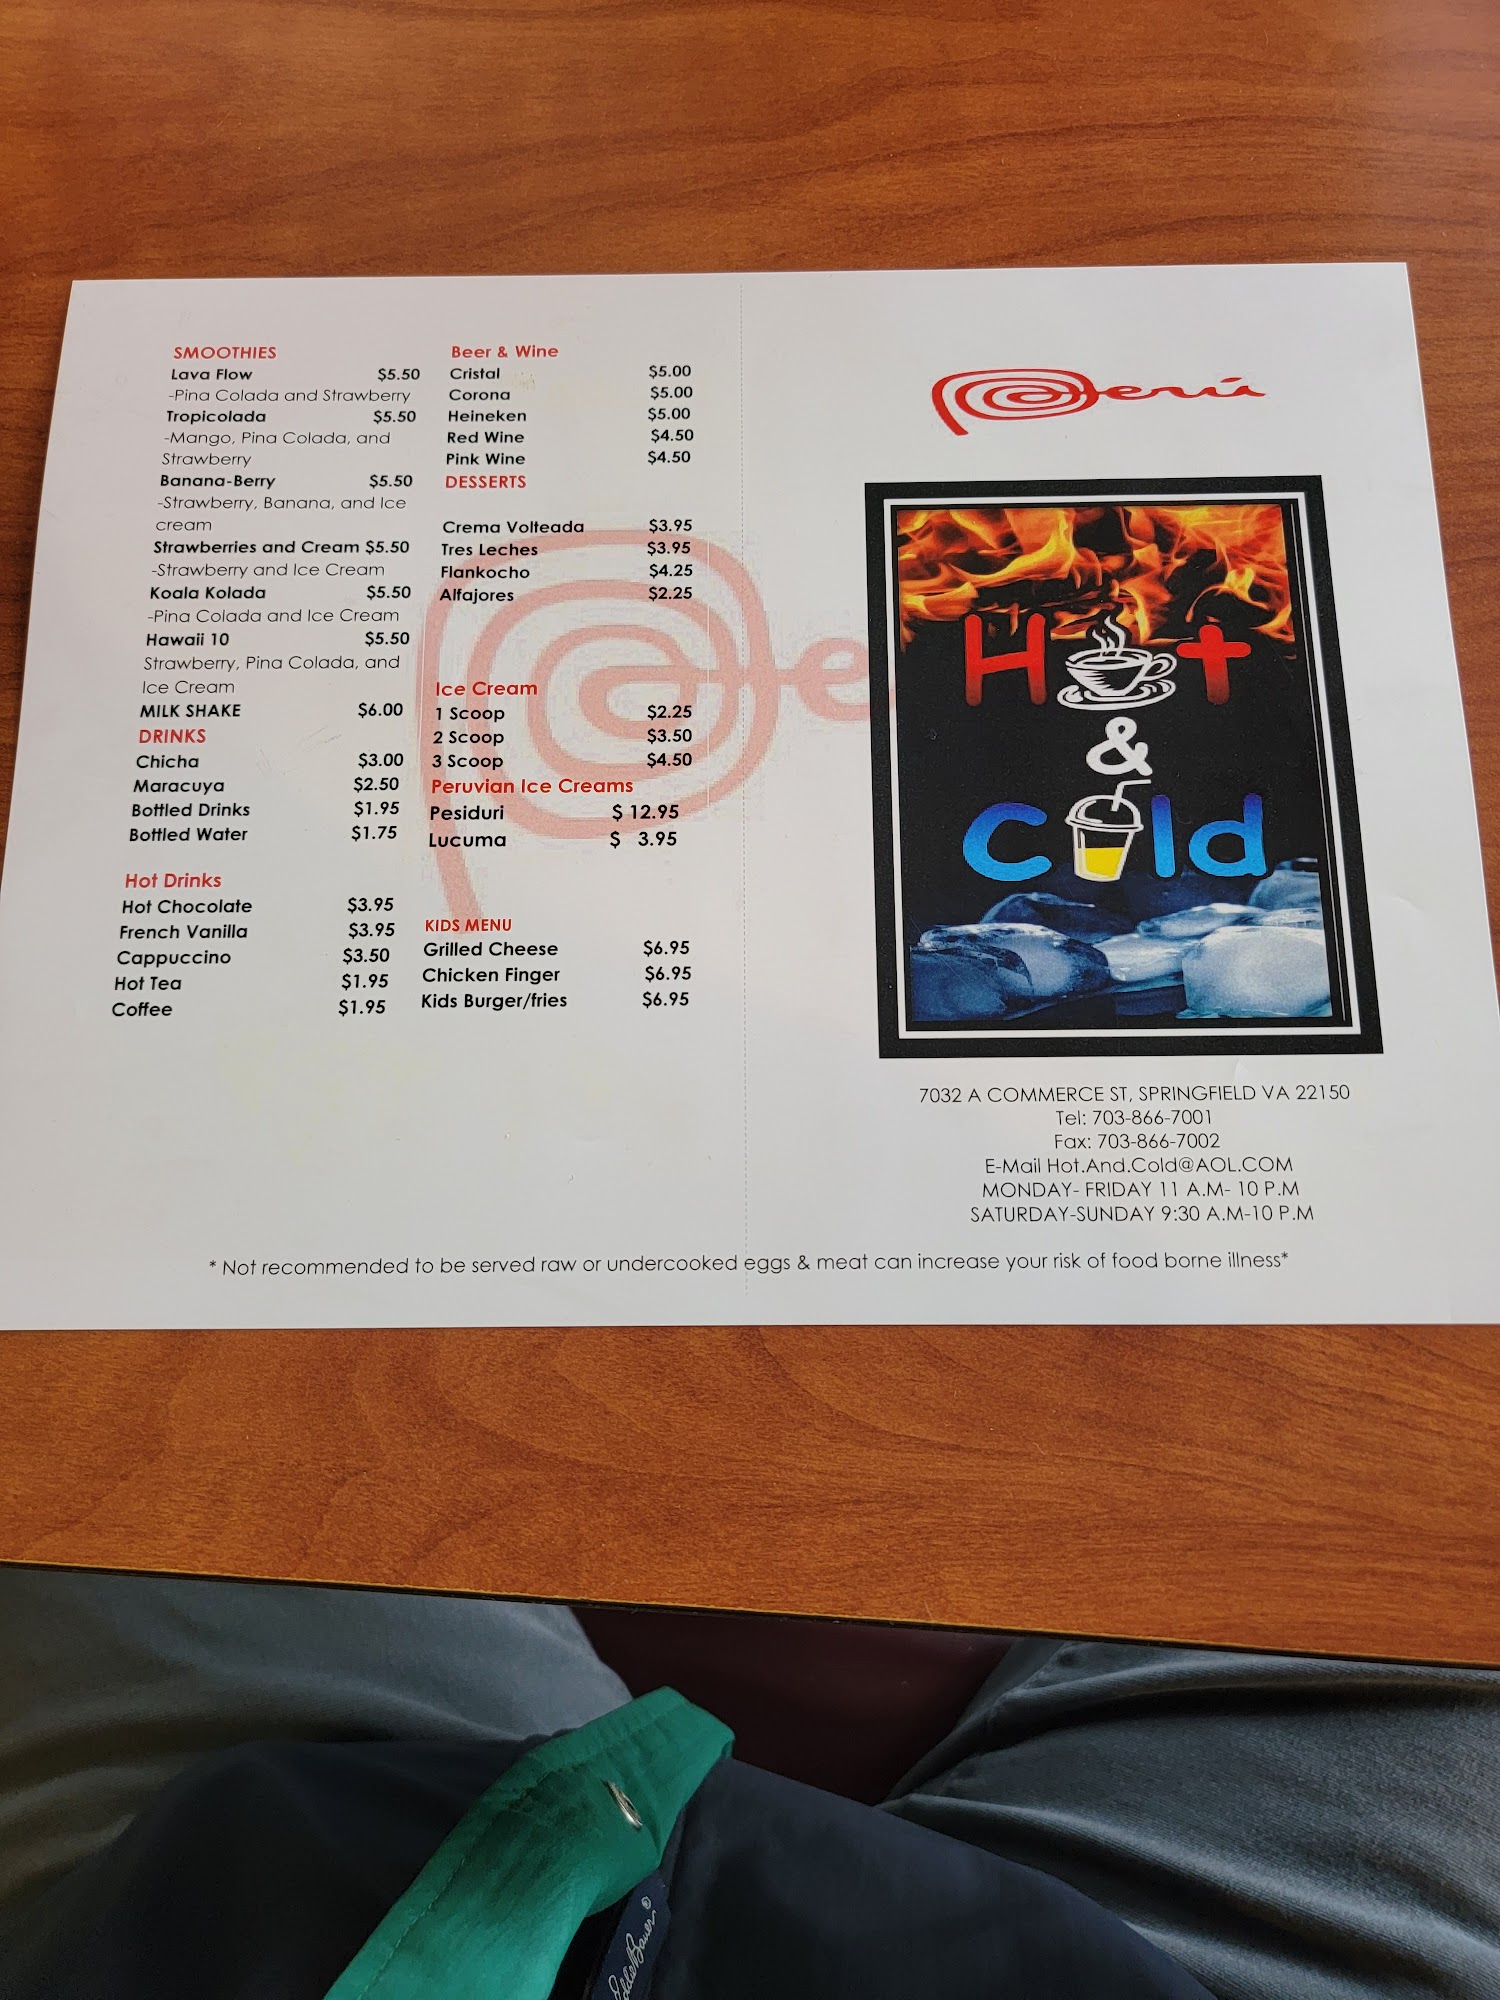 SMOOTHIES
Lava Flow $5.50
-Pina Colada and Strawberry
Tropicolada $5.50
-Mango, Pina Colada, and
Strawberry
Banana-Berry $5.50
-Strawberry, Banana, and Ice
cream
Strawberries and Cream $5.50
-Strawberry and Ice Cream
Koala Kolada $5.50
-Pina Colada and Ice Cream
Hawaii 10 $5.50
Strawberry, Pina Colada, and
Ice Cream
MILK SHAKE $6.00
DRINKS
Chicha $3.00
Maracuya $2.50
Bottled Drinks $1.95
Bottled Water $1.75
Hot Drinks
Hot Chocolate $3.95
French Vanilla $3.95
Cappuccino $3.50
Hot Tea $1.95
Coffee $1.95
Beer & Wine
Cristal $5.00
Corona $5.00
Heineken $5.00
Red Wine $4.50
Pink Wine $4.50
DESSERTS
Crema Volteada $3.95
Tres Leches $3.95
Flankocho $4.25
Alfajores $2.25
Ice Cream
1 Scoop $2.25
2 Scoop $3.50
3 Scoop $4.50
Peruvian Ice Creams
Pesiduri $ 12.95
Lucuma $ 3.95
KIDS MENU
Grilled Cheese $6.95
Chicken Finger $6.95
Kids Burger/fries $6.95
Perú
Hot
&
Cold
7032 A COMMERCE ST, SPRINGFIELD VA 22150
Tel: 703-866-7001
Fax: 703-866-7002
E-Mail Hot.And.Cold@AOL.COM
MONDAY- FRIDAY 11 A.M- 10 P.M
SATURDAY-SUNDAY 9:30 A.M-10 P.M
* Not recommended to be served raw or undercooked eggs & meat can increase your risk of food borne illness*
Eddie Bauer®